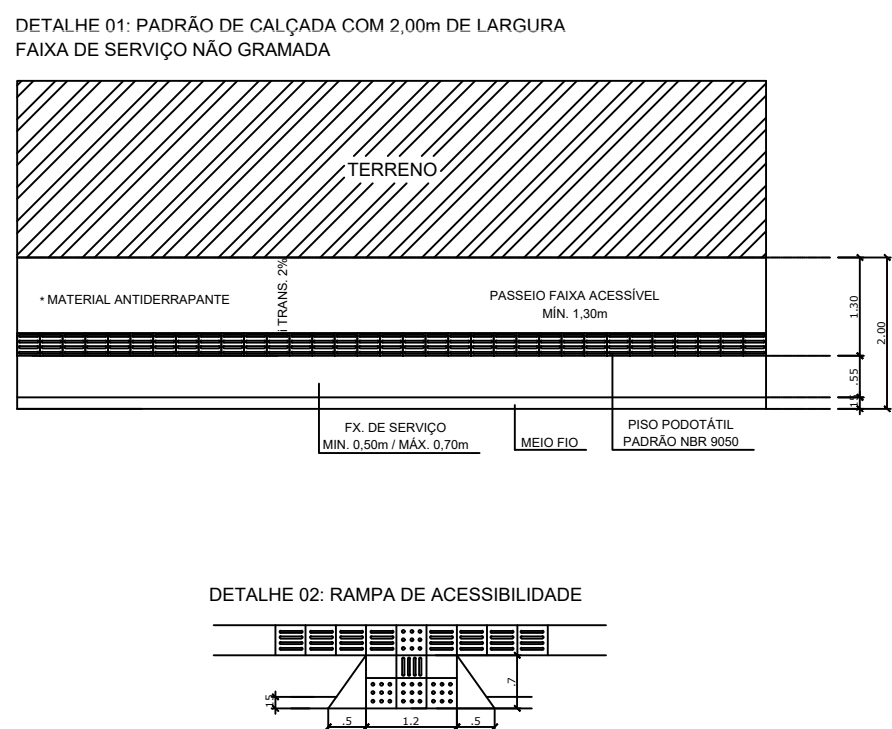 DETALHE 01: PADRÃO DE CALÇADA COM 2,00m DE LARGURA
FAIXA DE SERVIÇO NÃO GRAMADA
TERRENO
* MATERIAL ANTIDERRAPANTE
i TRANS. 2%
PASSEIO FAIXA ACESSÍVEL
MÍN. 1,30m
1.30
2.00
.55
.15
FX. DE SERVIÇO
MIN. 0,50m / MÁX. 0,70m
MEIO FIO
PISO PODOTÁTIL
PADRÃO NBR 9050
DETALHE 02: RAMPA DE ACESSIBILIDADE
.15
.7
.5
1.2
.5